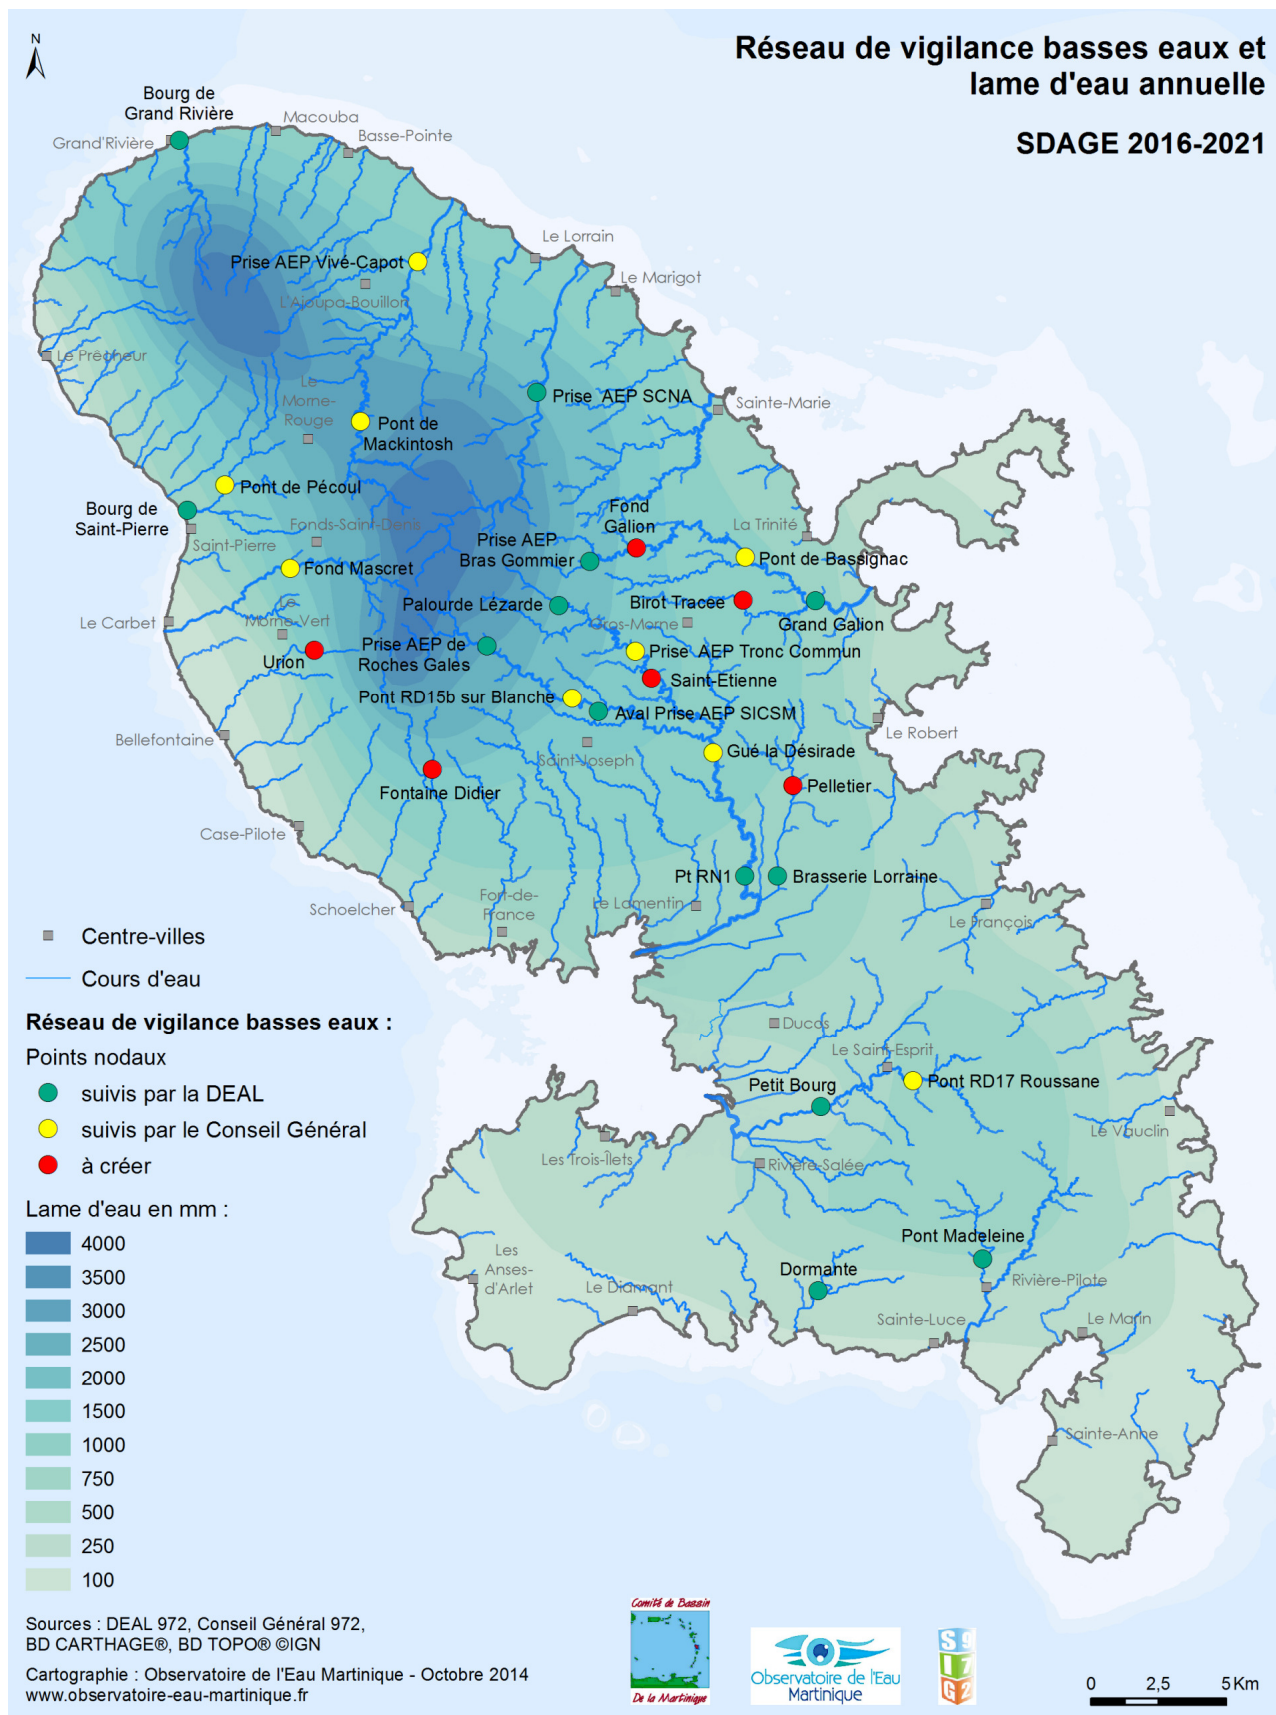 Réseau de vigilance basses eaux et
lame d'eau annuelle
SDAGE 2016-2021
N
Bourg de
Grand Rivière
Macouba
Grand'Rivière
Basse-Pointe
Le Lorrain
Prise AEP Vivé-Capot
Le Marigot
L'Ajoupa-Bouillon
Le Prêcheur
Le
Morne-
Rouge
Prise AEP SCNA
Sainte-Marie
Pont de
Mackintosh
Pont de Pécoul
Bourg de
Saint-Pierre
Fond
Galion
Fonds-Saint-Denis
La Trinité
Saint-Pierre
Prise AEP
Bras Gommier
Pont de Bassignac
Fond Mascret
Palourde Lézarde
Birot Tracée
Le
Morne-Vert
Le Carbet
Gros-Morne
Grand Galion
Prise AEP de
Roches Gales
Urion
Prise AEP Tronc Commun
Saint-Etienne
Pont RD15b sur Blanche
Aval Prise AEP SICSM
Le Robert
Bellefontaine
Saint-Joseph
Gué la Désirade
Pelletier
Fontaine Didier
Case-Pilote
Pt RN1
Brasserie Lorraine
Fort-de-
France
Le Lamentin
Schoelcher
Le François
Centre-villes
Cours d'eau
Réseau de vigilance basses eaux :
Points nodaux
suivis par la DEAL
suivis par le Conseil Général
à créer
Ducos
Le Saint-Esprit
Petit Bourg
Pont RD17 Roussane
Le Vauclin
Les Trois-Îlets
Rivière-Salée
Lame d'eau en mm :
4000
3500
3000
2500
2000
1500
1000
750
500
250
100
Pont Madeleine
Les
Anses-
d'Arlet
Le Diamant
Dormante
Rivière-Pilote
Sainte-Luce
Le Marin
Sainte-Anne
Sources : DEAL 972, Conseil Général 972,
BD CARTHAGE®, BD TOPO® ©IGN
Cartographie : Observatoire de l'Eau Martinique - Octobre 2014
www.observatoire-eau-martinique.fr
Comité de Bassin
De la Martinique
Observatoire de l'Eau
Martinique
S 9
I 7
G 2
0 2,5 5 Km